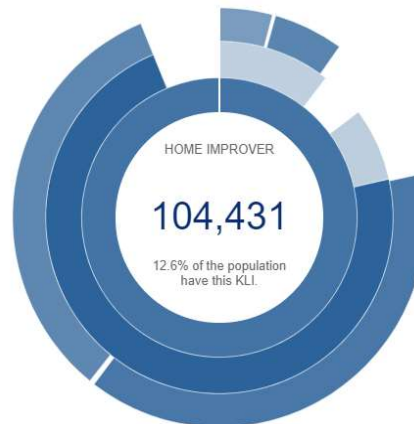 HOME IMPROVER
104,431
12.6% of the population
have this KLI.